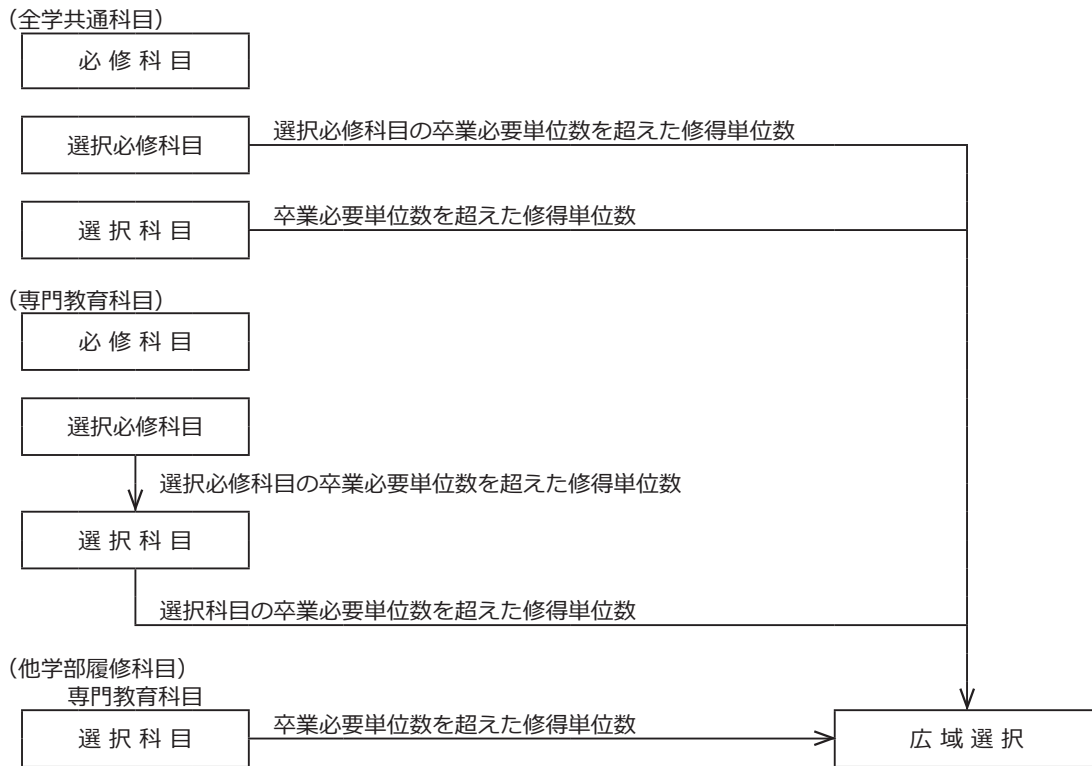 （全学共通科目）
必修科目
選択必修科目
選択必修科目の卒業必要単位数を超えた修得単位数
選択科目
卒業必要単位数を超えた修得単位数
（専門教育科目）
必修科目
選択必修科目
選択必修科目の卒業必要単位数を超えた修得単位数
選択科目
選択科目の卒業必要単位数を超えた修得単位数
（他学部履修科目）
専門教育科目
選択科目
卒業必要単位数を超えた修得単位数
広域選択